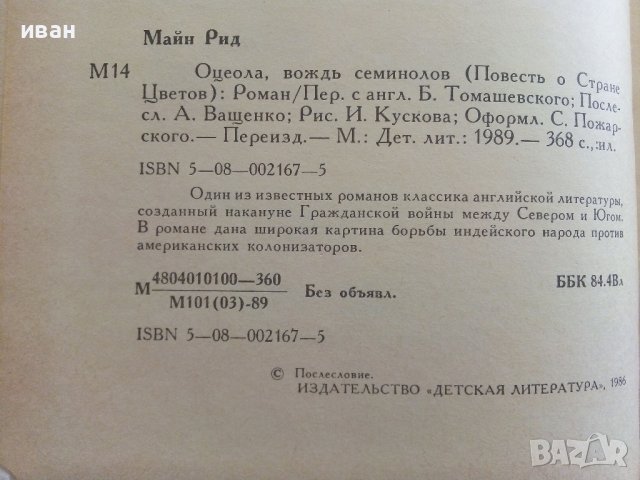 иван
Майн Рид
М14
Оцеола, вождь семинолов (Повесть о Стране
Цветов): Роман/Пер. с англ. Б. Томашевского; После-
сл. А. Ващенко; Рис. И. Кускова; Оформл. С. Пожар-
ского.— Переизд.— М.: Дет. лит.: 1989.— 368 с.,:ил.
ISBN 5—08—002167—5
Один из известных романов классика английской литературы,
созданный накануне Гражданской войны между Севером и Югом.
В романе дана широкая картина борьбы индейского народа против
американских колонизаторов.
М 4804010100—360
М101(03)-89
Без объявл.
ББК 84.4Вл
ISBN 5—08—002167—5
© Послесловие.
ИЗДАТЕЛЬСТВО «ДЕТСКАЯ ЛИТЕРАТУРА», 1986
BAZAR